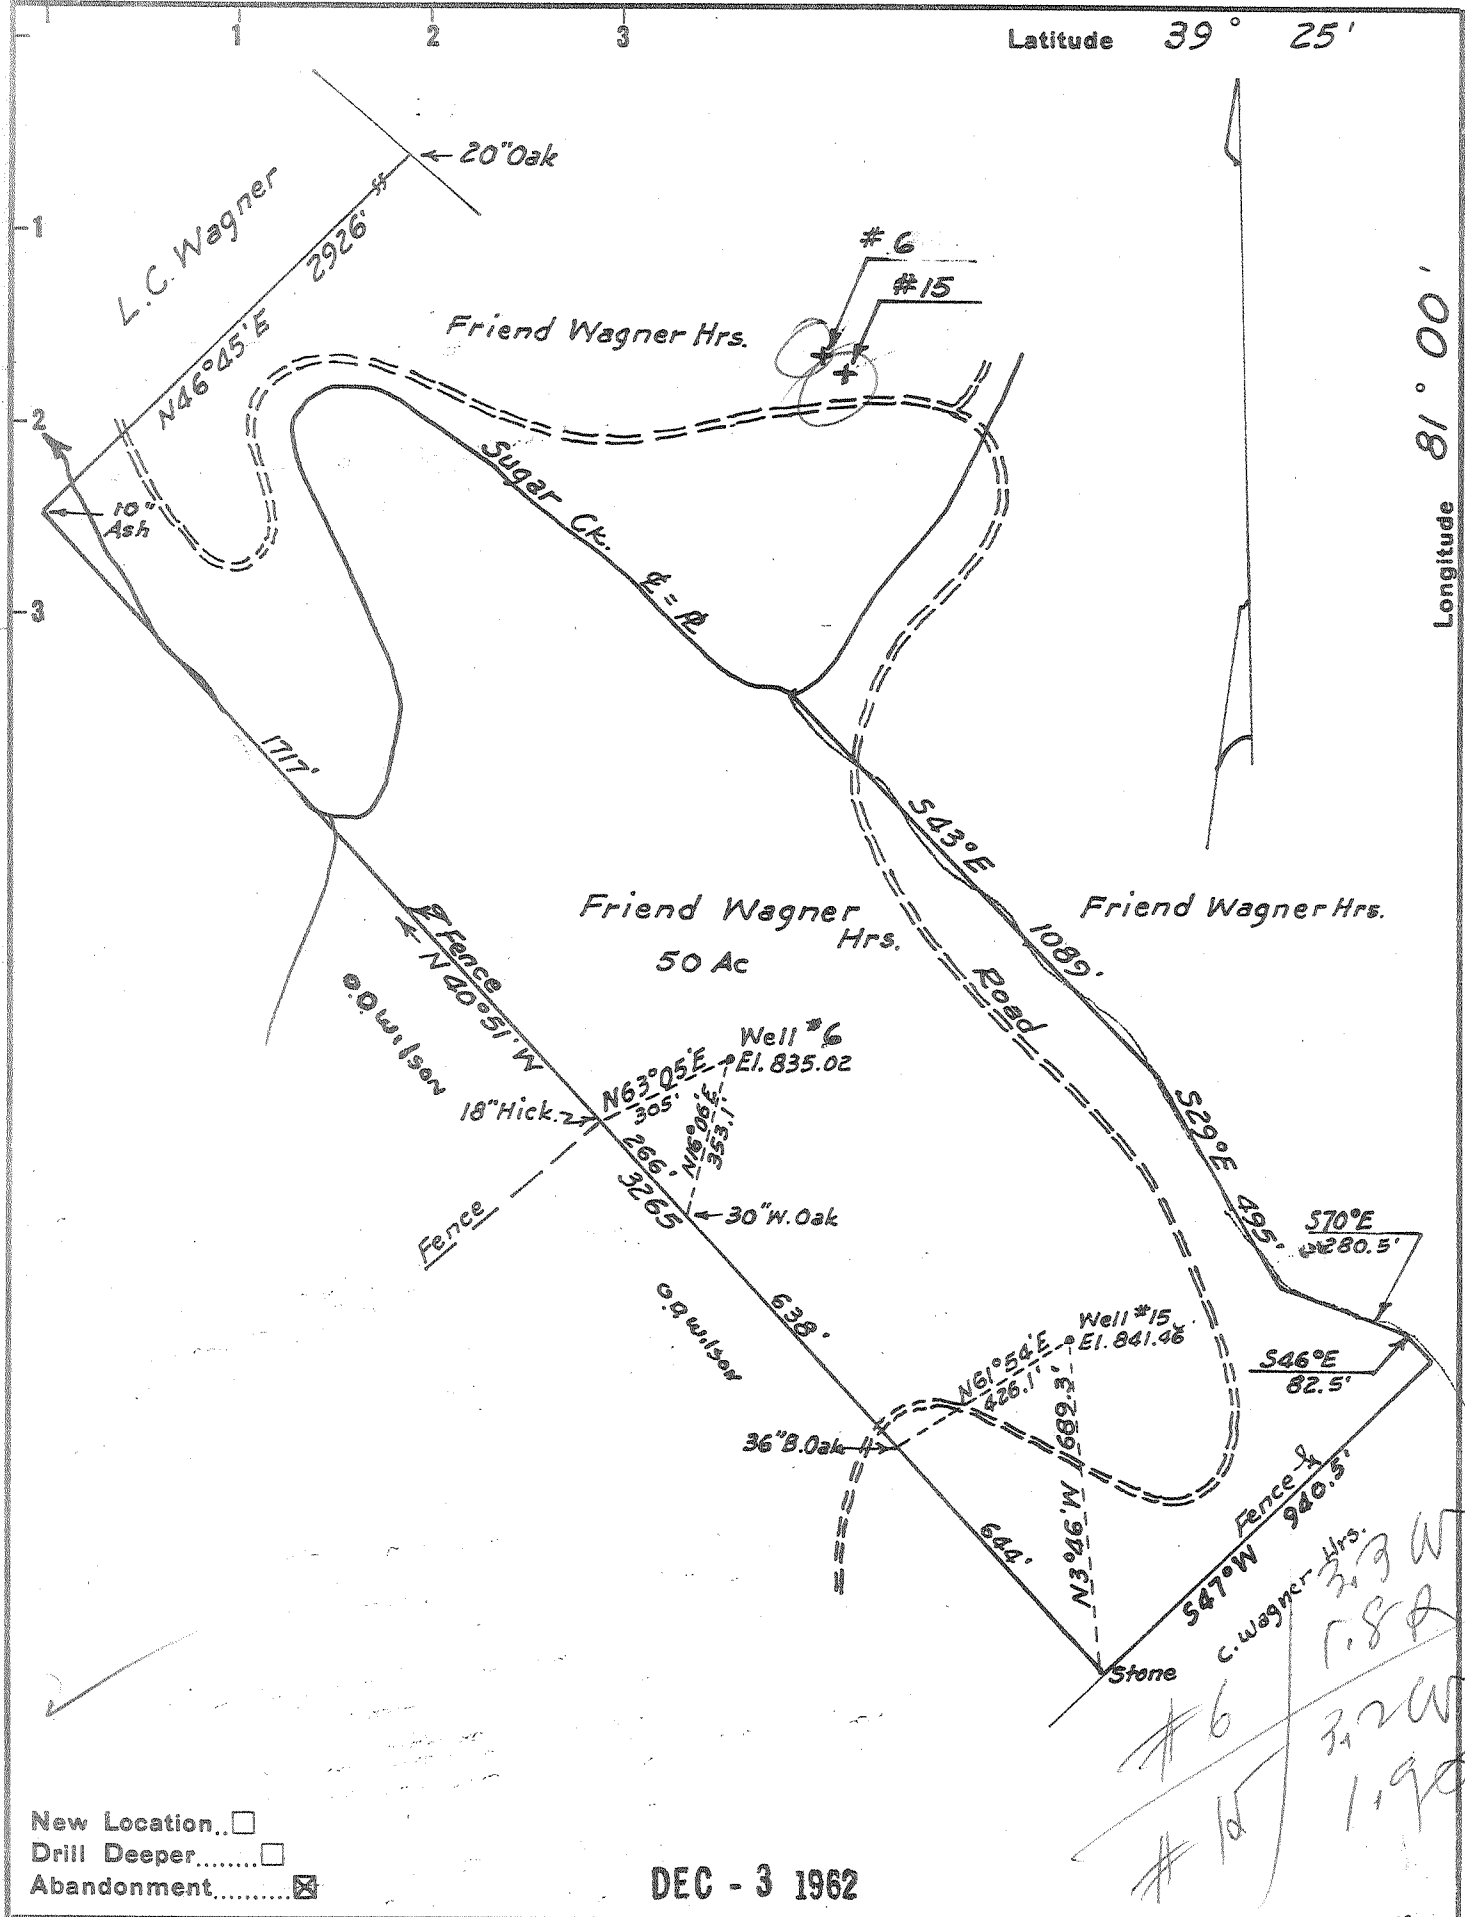 1 2 3
Latitude 39° 25'
20"Oak
L.C. Wagner
2926'
N46°45'E
1
#6
#15
Friend Wagner Hrs.
Longitude 81° 00'
2
10"
Ash
Sugar Ck.
℄ = ⅊
3
1717'
S43°E
1089'
Friend Wagner
Hrs.
50 Ac
Friend Wagner Hrs.
Fence
N40°51'W
O.O. Wilson
Road
Well #6
El. 835.02
N63°05'E
305'
18"Hick.
N16°06'E
353.1'
266'
3265
30"W.Oak
Fence
S29°E
495'
S70°E
280.5'
O.O. Wilson
638'
Well #15
El. 841.46
N61°54'E
426.1'
S46°E
82.5'
36"B.Oak
N3°46'W 689.3'
644'
Fence
S47°W 940.5'
C. Wagner Hrs.
Stone
#6
3.2W
#15
New Location..☐
Drill Deeper........☐
Abandonment.........☒
DEC - 3 1962